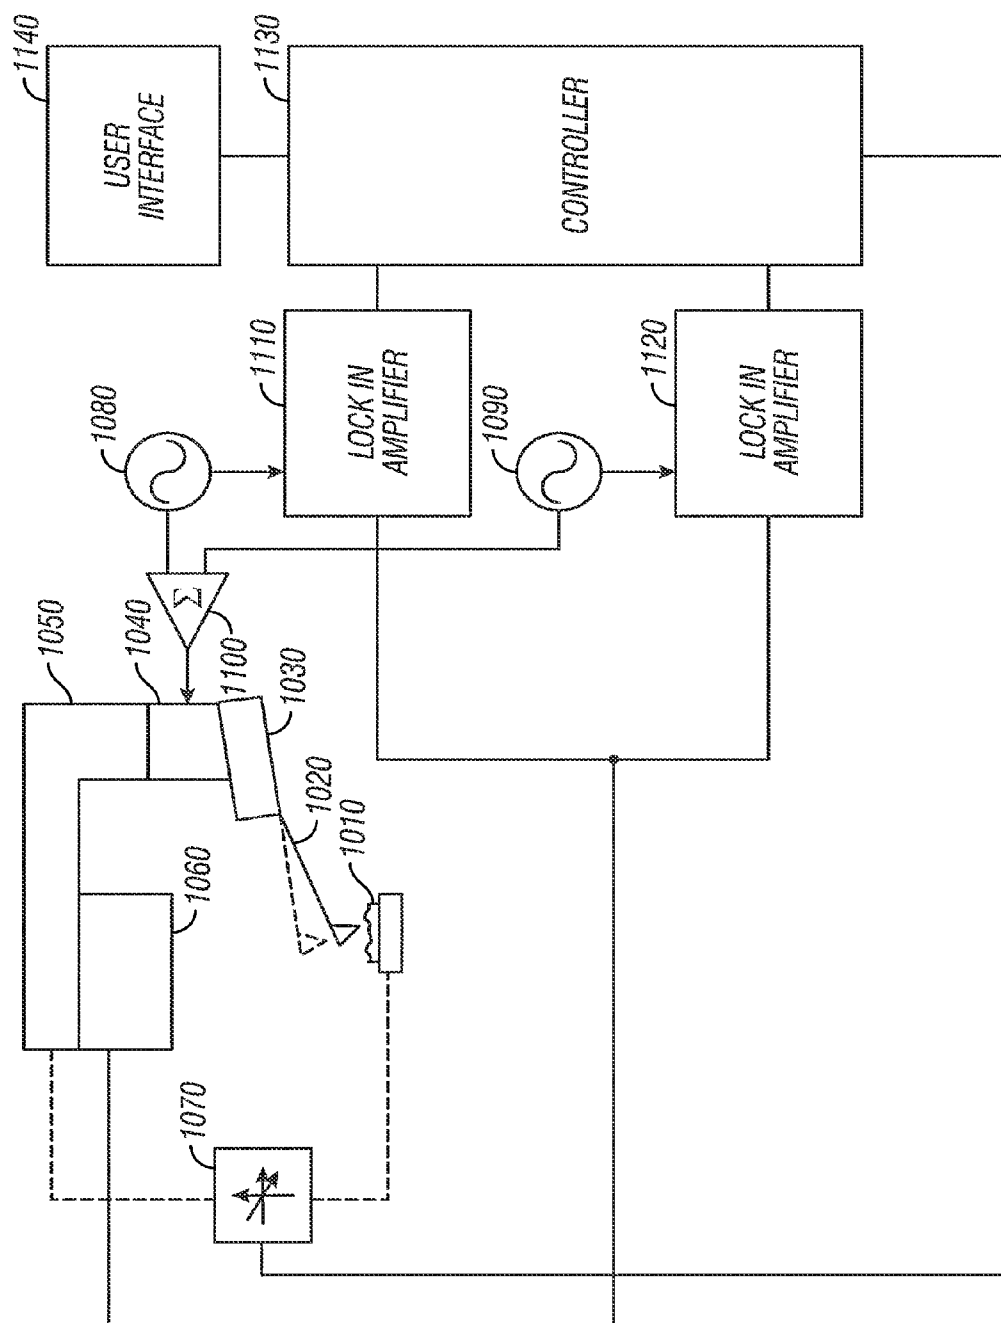 1140
USER
INTERFACE
1130
CONTROLLER
1110
LOCK IN
AMPLIFIER
1120
LOCK IN
AMPLIFIER
1080
1090
Σ
1100
1050
1040
1030
1020
1010
1060
1070